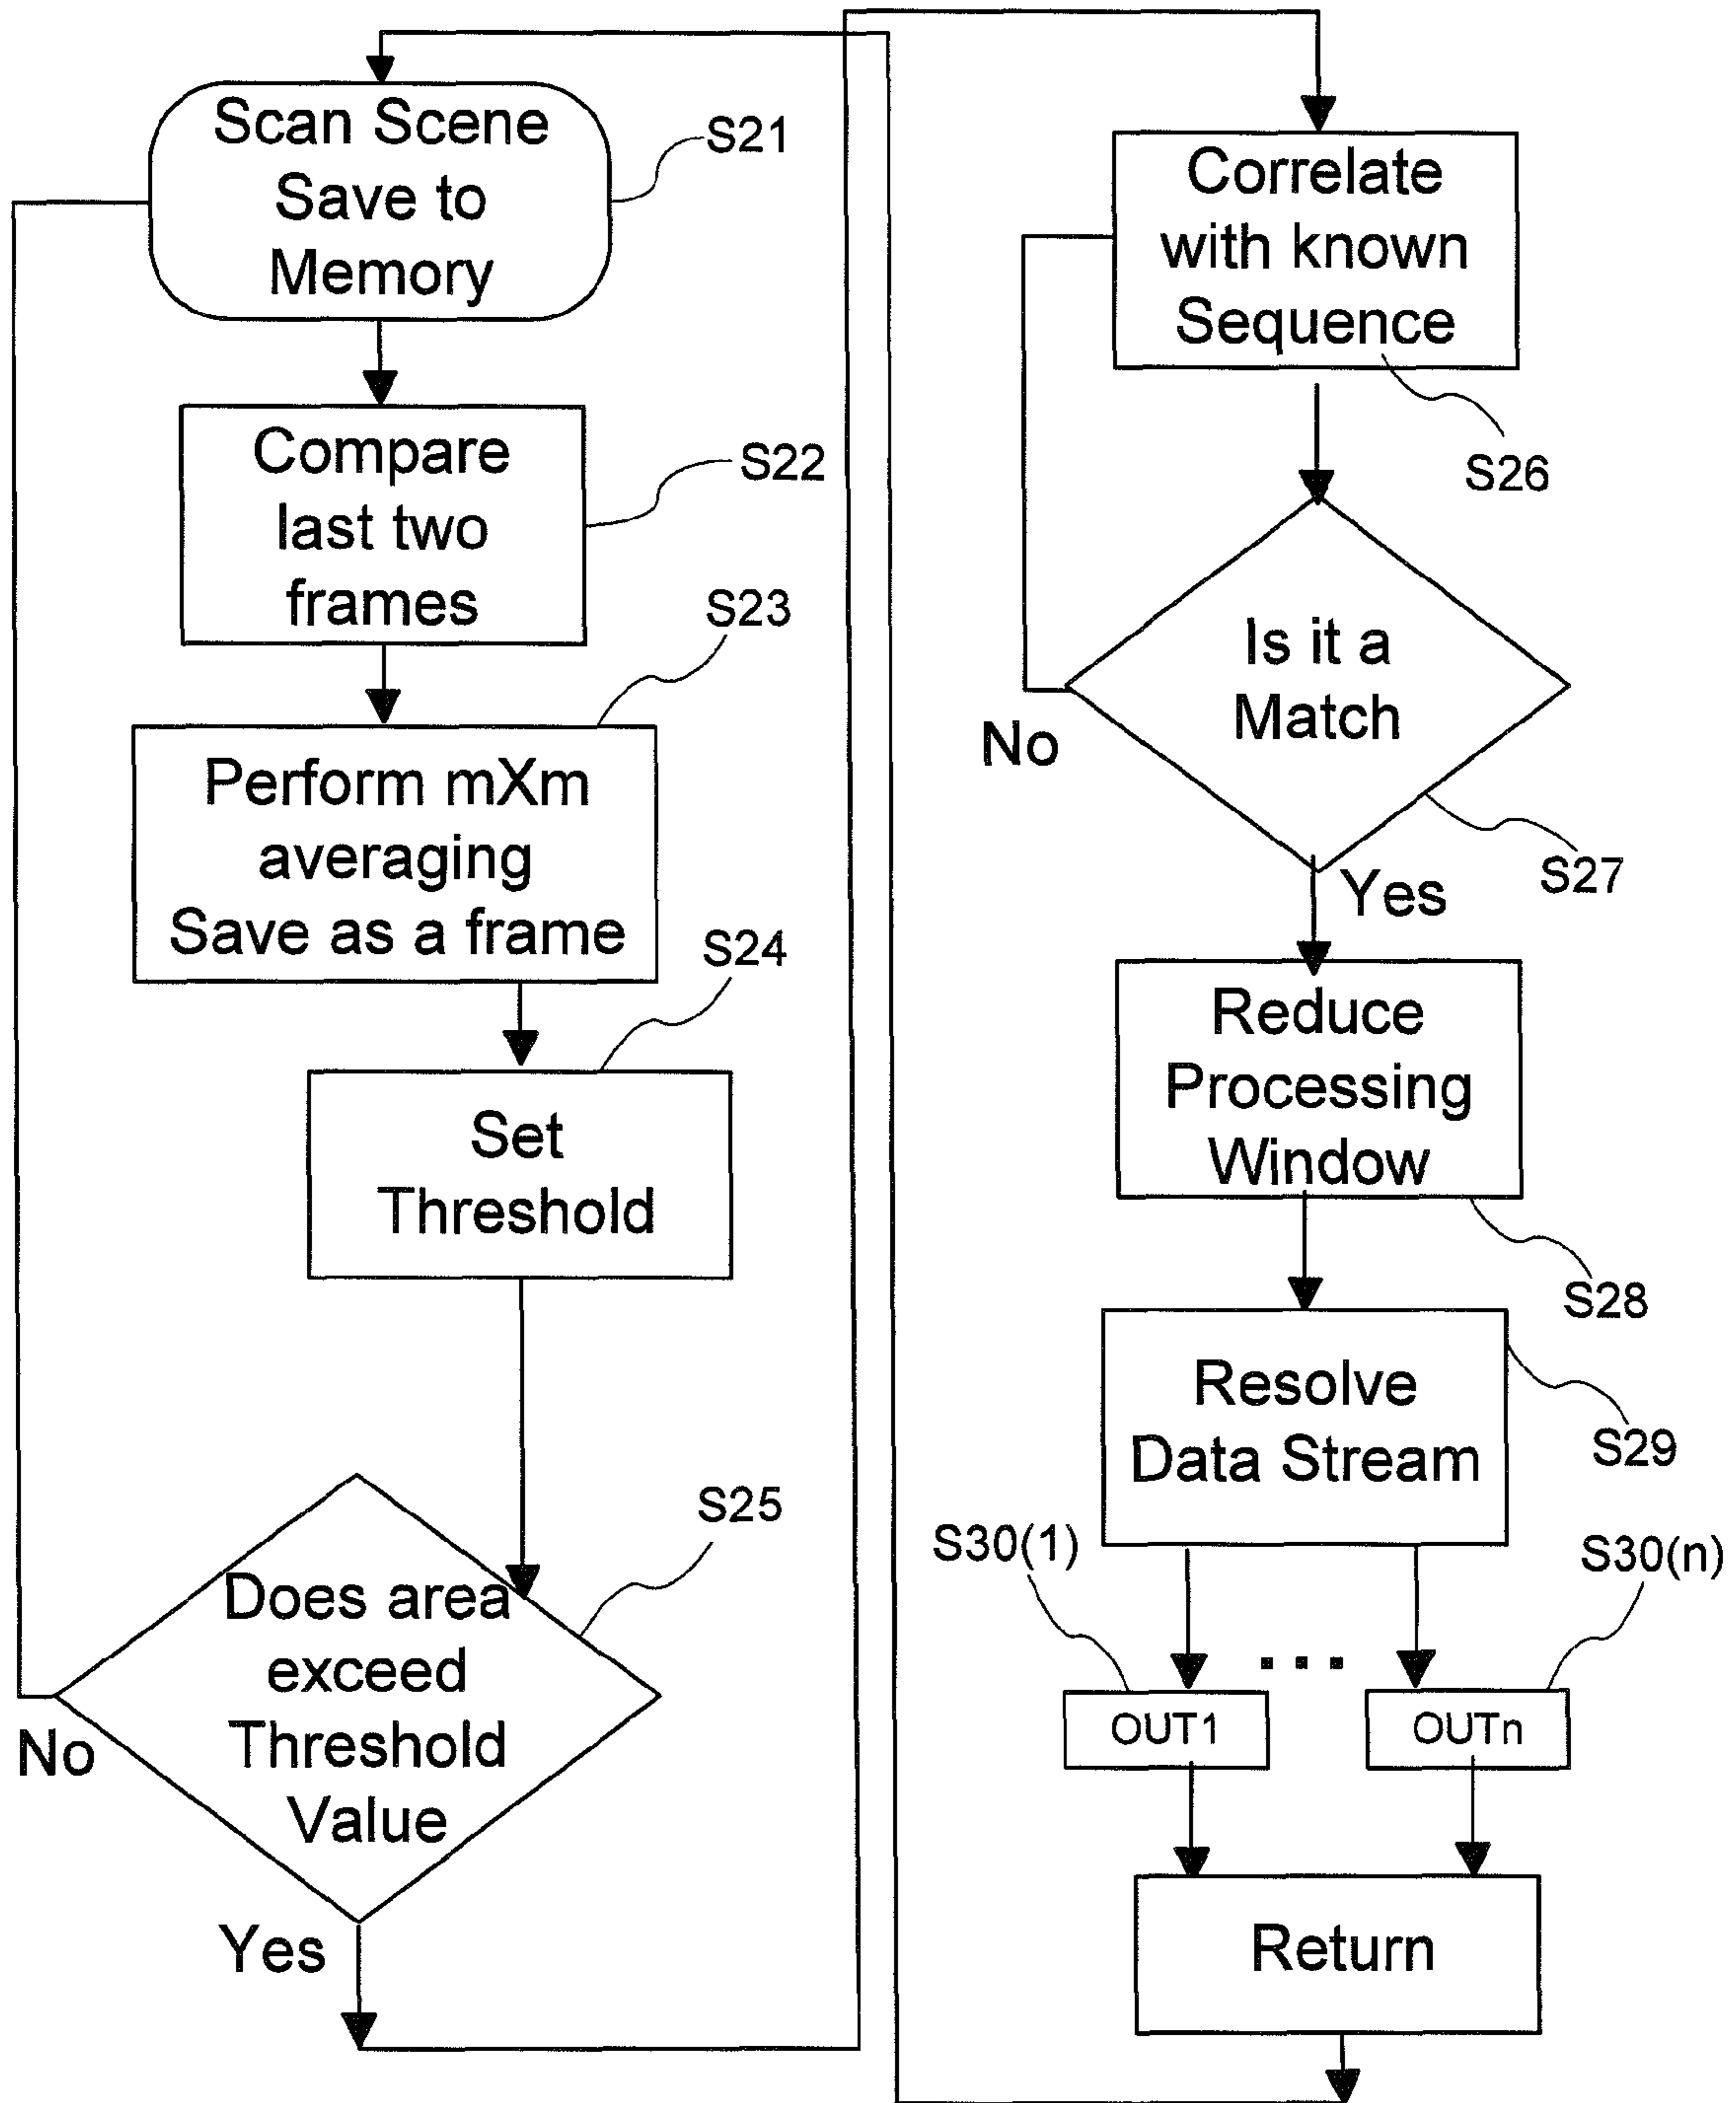 Scan Scene
Save to
Memory
S21
Compare
last two
frames
S22
S23
Perform mXm
averaging
Save as a frame
S24
Set
Threshold
S25
Does area
exceed
Threshold
Value
No
Yes
Correlate
with known
Sequence
S26
Is it a
Match
No
S27
Yes
Reduce
Processing
Window
S28
Resolve
Data Stream
S29
S30(1)
S30(n)
...
OUT1
OUTn
Return